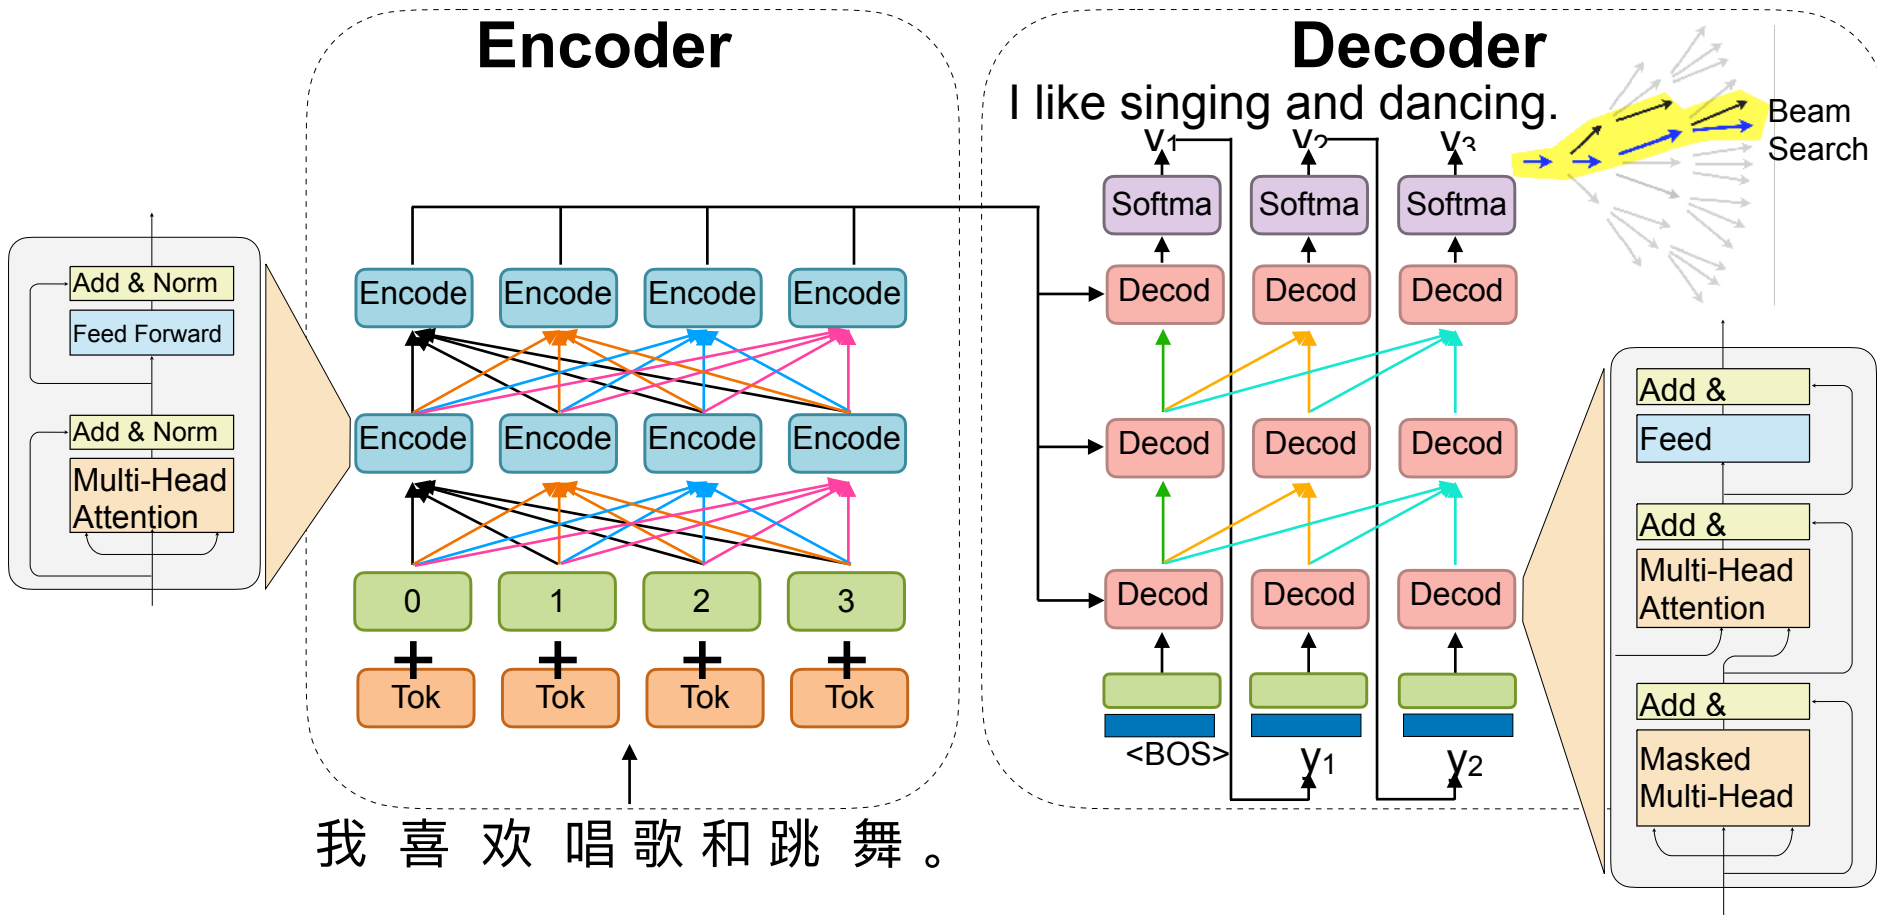 Encoder
Decoder
I like singing and dancing.
Beam
Search
y1
y2
y3
Softma
Softma
Softma
Add & Norm
Feed Forward
Add & Norm
Multi-Head
Attention
Encode
Encode
Encode
Encode
Encode
Encode
Encode
Encode
0
1
2
3
+
+
+
+
Tok
Tok
Tok
Tok
我喜欢唱歌和跳舞。
Decod
Decod
Decod
Decod
Decod
Decod
Decod
Decod
Decod
<BOS>
y1
y2
Add &
Feed
Add &
Multi-Head
Attention
Add &
Masked
Multi-Head